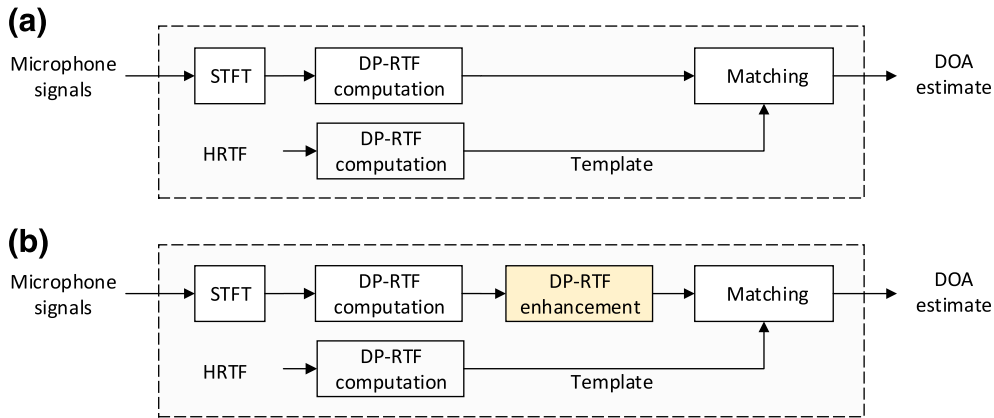 (a)
Microphone
signals
STFT
DP-RTF
computation
Matching
DOA
estimate
HRTF
DP-RTF
computation
Template
(b)
Microphone
signals
STFT
DP-RTF
computation
DP-RTF
enhancement
Matching
DOA
estimate
HRTF
DP-RTF
computation
Template